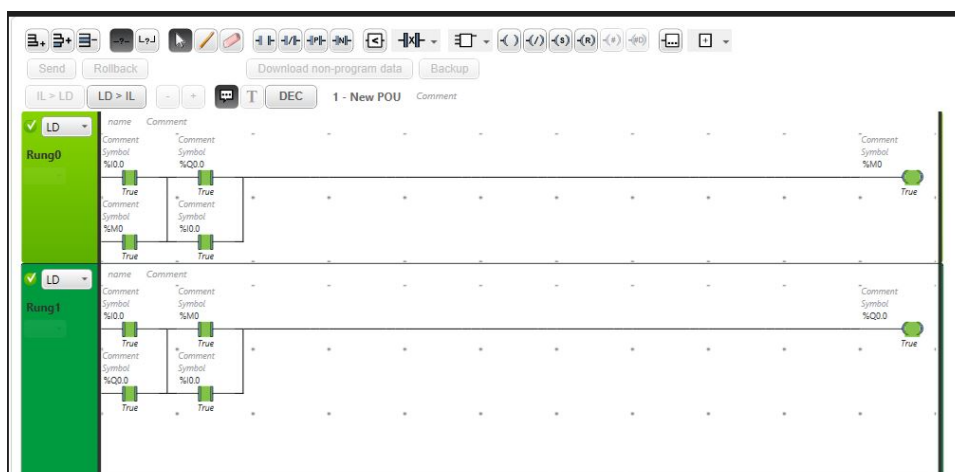 Send Rollback Download non-program data Backup
IL > LD LD > IL - + T DEC 1 - New POU Comment
LD name Comment
Rung0
Comment Comment Comment
Symbol Symbol Symbol
%I0.0 %Q0.0 %M0
True True True
Comment Comment
Symbol Symbol
%M0 %I0.0
True True
LD name Comment
Rung1
Comment Comment Comment
Symbol Symbol Symbol
%I0.0 %M0 %Q0.0
True True True
Comment Comment
Symbol Symbol
%Q0.0 %I0.0
True True